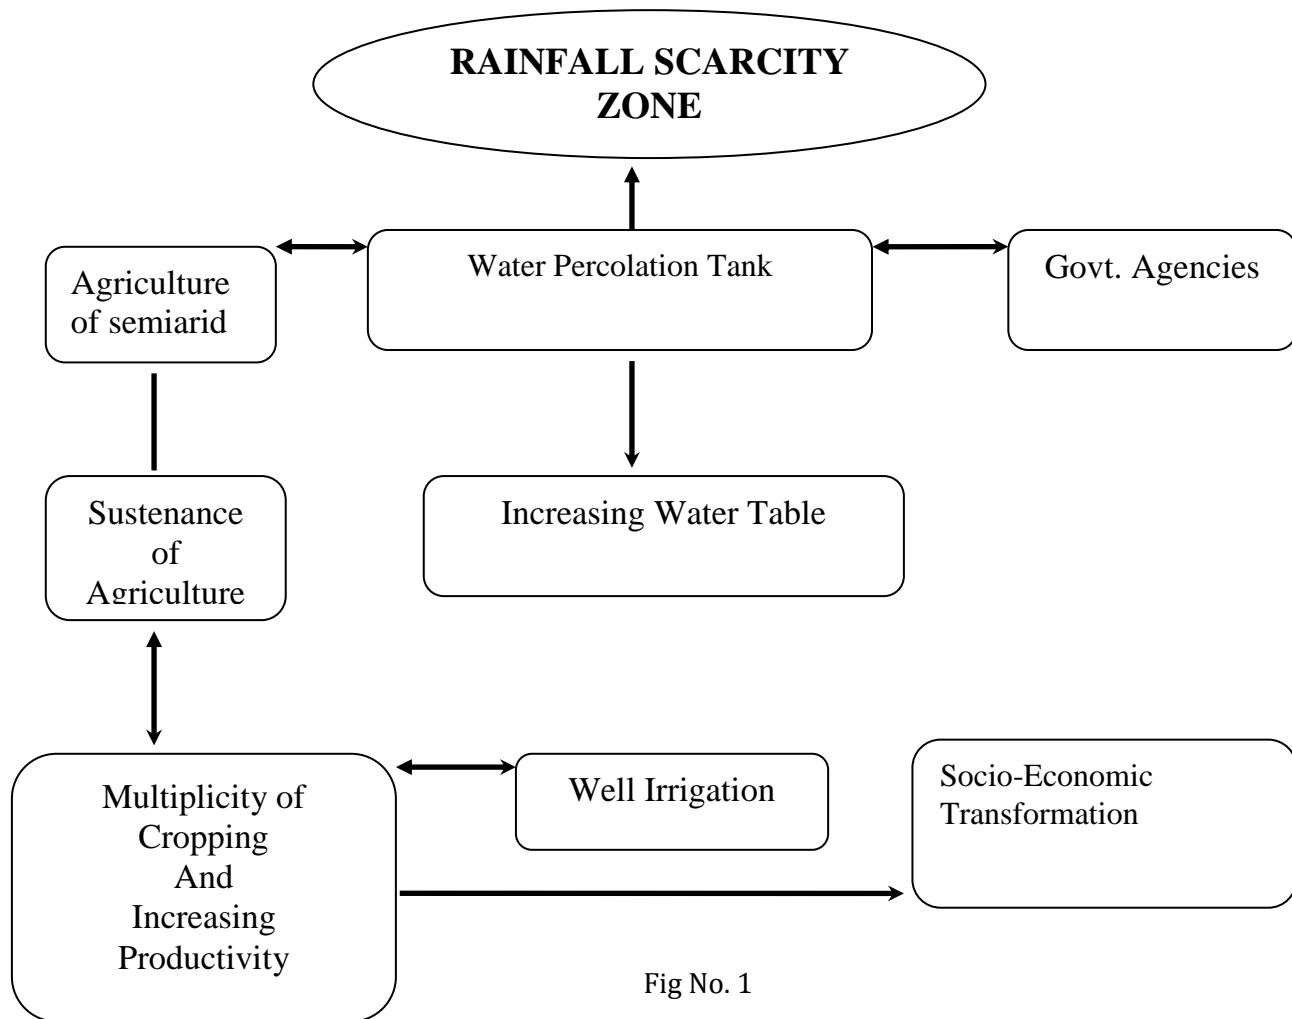 RAINFALL SCARCITY
ZONE
Agriculture
of semiarid
Water Percolation Tank
Govt. Agencies
Sustenance
of
Agriculture
Increasing Water Table
Multiplicity of
Cropping
And
Increasing
Productivity
Well Irrigation
Socio-Economic
Transformation
Fig No. 1